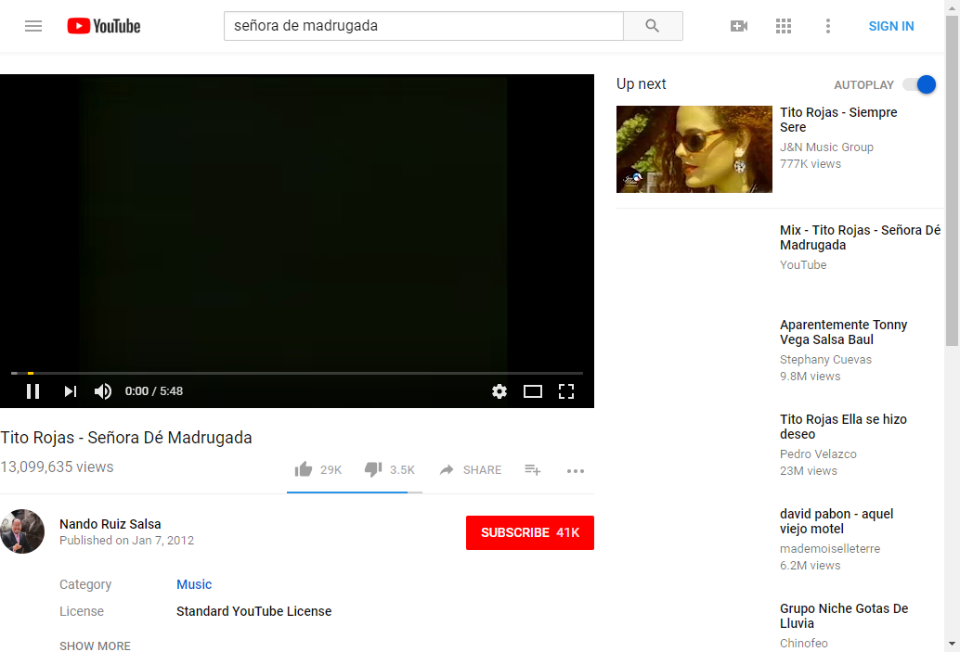 YouTube
señora de madrugada
SIGN IN
0:00 / 5:48
Tito Rojas - Señora Dé Madrugada
13,099,635 views
29K
3.5K
SHARE
Nando Ruiz Salsa
Published on Jan 7, 2012
SUBSCRIBE 41K
Category
Music
License
Standard YouTube License
SHOW MORE
Up next
AUTOPLAY
Tito Rojas - Siempre
Sere
J&N Music Group
777K views
Mix - Tito Rojas - Señora Dé
Madrugada
YouTube
Aparentemente Tonny
Vega Salsa Baul
Stephany Cuevas
9.8M views
Tito Rojas Ella se hizo
deseo
Pedro Velazco
23M views
david pabon - aquel
viejo motel
mademoiselleterre
6.2M views
Grupo Niche Gotas De
Lluvia
Chinofeo